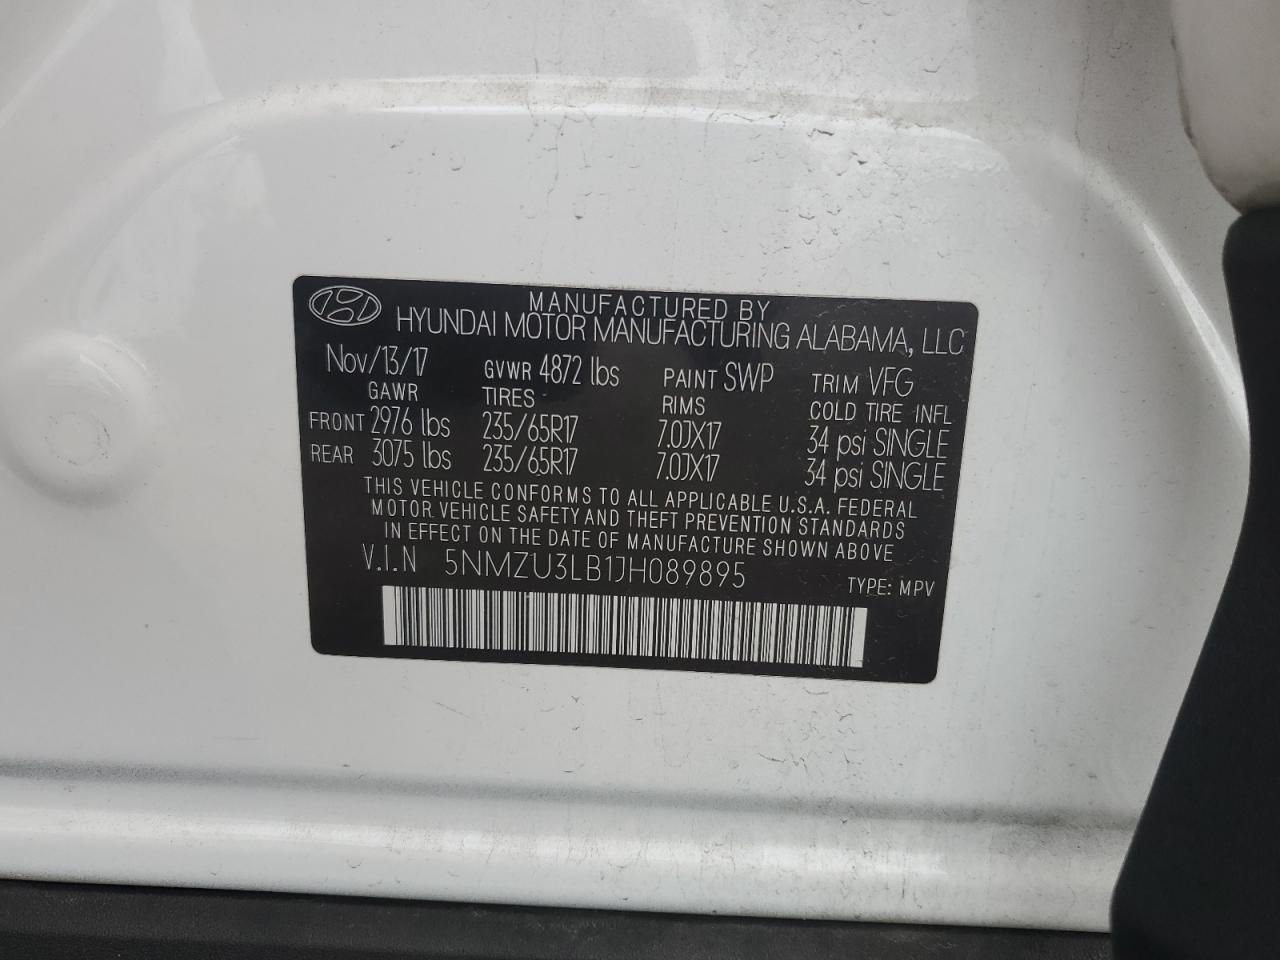 MANUFACTURED BY
HYUNDAI MOTOR MANUFACTURING ALABAMA, LLC
Nov/13/17 GVWR 4872 lbs PAINT SWP TRIM VFG
GAWR TIRES RIMS COLD TIRE INFL
FRONT 2976 lbs 235/65R17 7.0JX17 34 psi SINGLE
REAR 3075 lbs 235/65R17 7.0JX17 34 psi SINGLE
THIS VEHICLE CONFORMS TO ALL APPLICABLE U.S.A. FEDERAL
MOTOR VEHICLE SAFETY AND THEFT PREVENTION STANDARDS
IN EFFECT ON THE DATE OF MANUFACTURE SHOWN ABOVE
V.I.N 5NMZU3LB1JH089895 TYPE: MPV